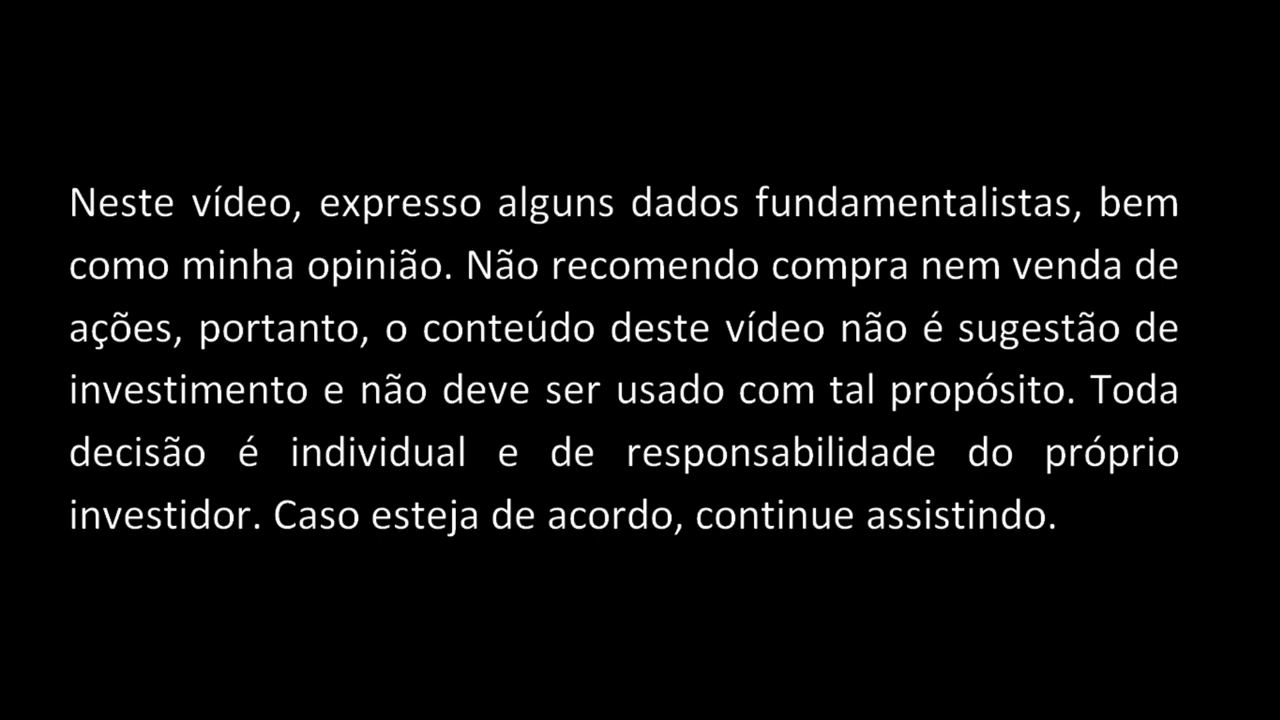 Neste vídeo, expresso alguns dados fundamentalistas, bem
como minha opinião. Não recomendo compra nem venda de
ações, portanto, o conteúdo deste vídeo não é sugestão de
investimento e não deve ser usado com tal propósito. Toda
decisão é individual e de responsabilidade do próprio
investidor. Caso esteja de acordo, continue assistindo.